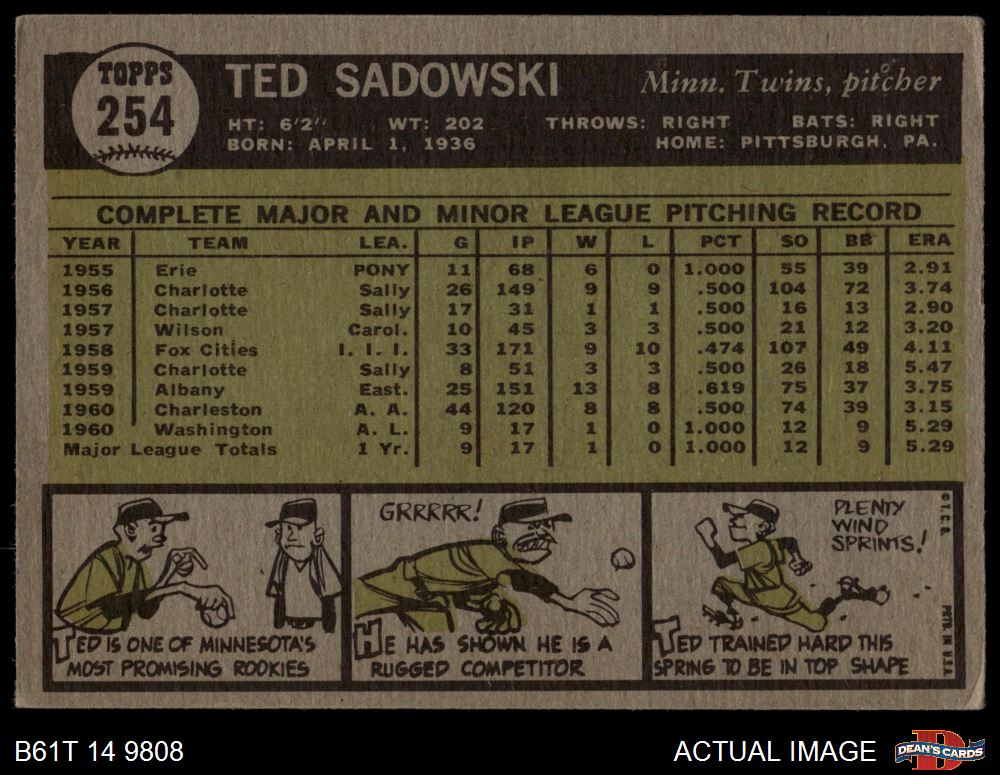 TOPPS
254
TED SADOWSKI
Minn. Twins, pitcher
HT: 6'2" WT: 202 THROWS: RIGHT BATS: RIGHT
BORN: APRIL 1, 1936 HOME: PITTSBURGH, PA.
COMPLETE MAJOR AND MINOR LEAGUE PITCHING RECORD
YEAR TEAM LEA. G IP W L PCT SO BB ERA
1955 Erie PONY 11 68 6 0 1.000 55 39 2.91
1956 Charlotte Sally 26 149 9 9 .500 104 72 3.74
1957 Charlotte Sally 17 31 1 1 .500 16 13 2.90
1957 Wilson Carol. 10 45 3 3 .500 21 12 3.20
1958 Fox Cities I. I. I. 33 171 9 10 .474 107 49 4.11
1959 Charlotte Sally 8 51 3 3 .500 26 18 5.47
1959 Albany East. 25 151 13 8 .619 75 37 3.75
1960 Charleston A. A. 44 120 8 8 .500 74 39 3.15
1960 Washington A. L. 9 17 1 0 1.000 12 9 5.29
Major League Totals 1 Yr. 9 17 1 0 1.000 12 9 5.29
TED IS ONE OF MINNESOTA'S
MOST PROMISING ROOKIES
GRRRRR!
HE HAS SHOWN HE IS A
RUGGED COMPETITOR
PLENTY
WIND
SPRINTS!
TED TRAINED HARD THIS
SPRING TO BE IN TOP SHAPE
© T.C.G. PRTD. IN U.S.A.
B61T 14 9808
ACTUAL IMAGE
D
DEAN'S CARDS